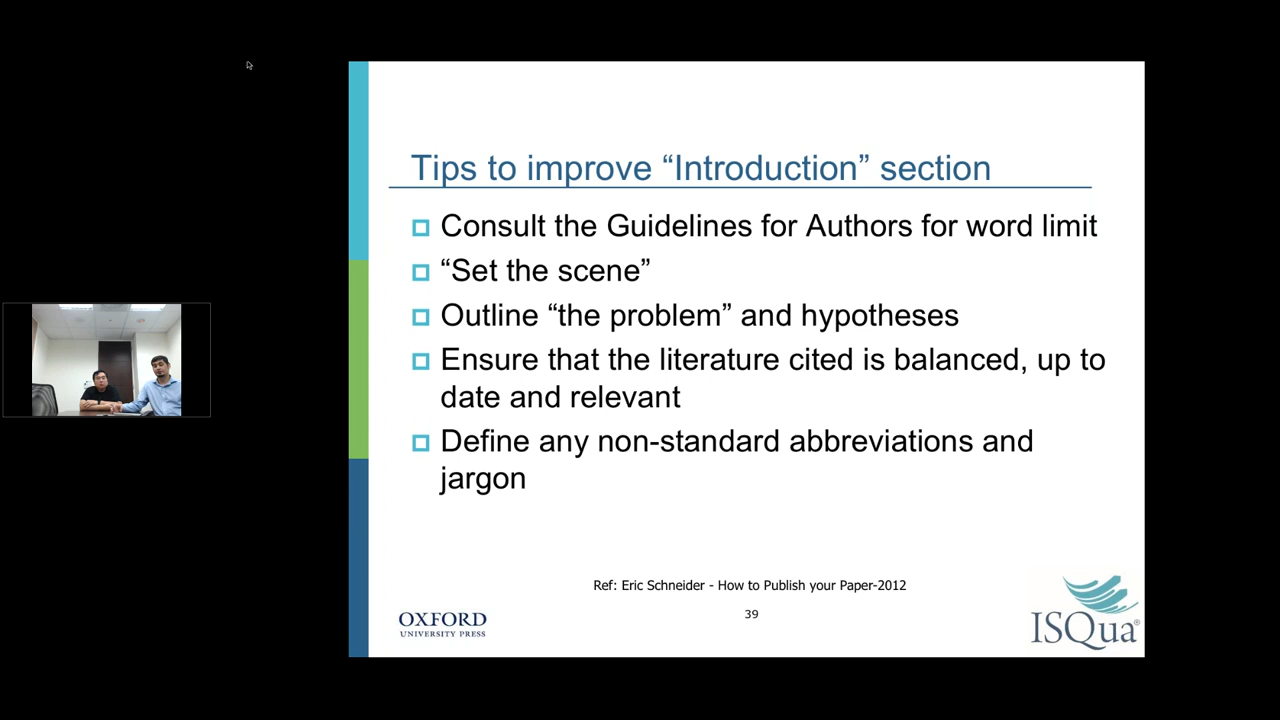 Tips to improve “Introduction” section
Consult the Guidelines for Authors for word limit
“Set the scene”
Outline “the problem” and hypotheses
Ensure that the literature cited is balanced, up to
date and relevant
Define any non-standard abbreviations and
jargon
Ref: Eric Schneider - How to Publish your Paper-2012
39
OXFORD
UNIVERSITY PRESS
ISQua®